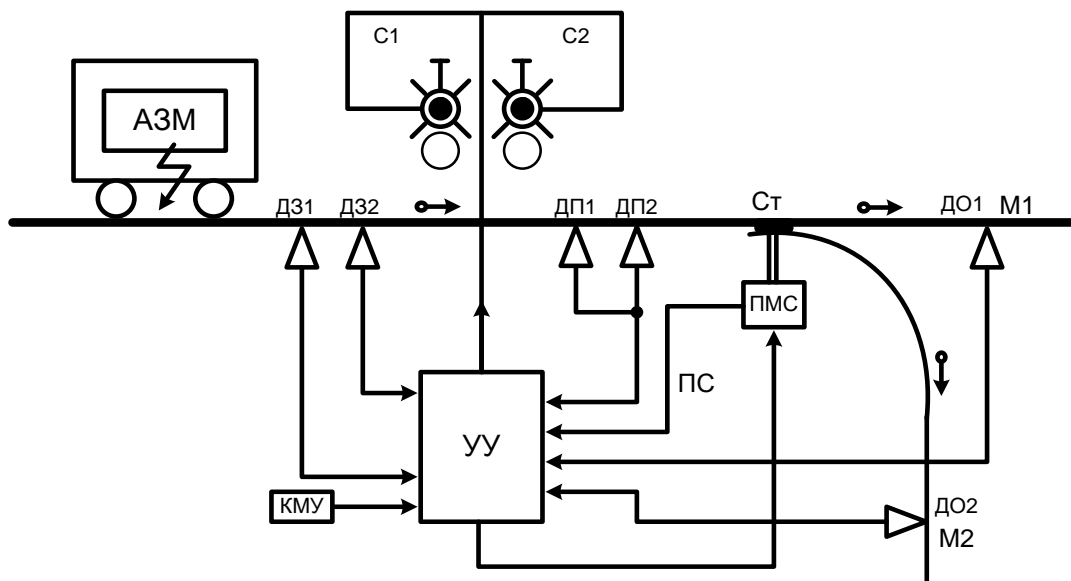 С1
С2
АЗМ
ДЗ1
ДЗ2
ДП1
ДП2
Ст
ДО1
М1
ПМС
ПС
УУ
КМУ
ДО2
М2